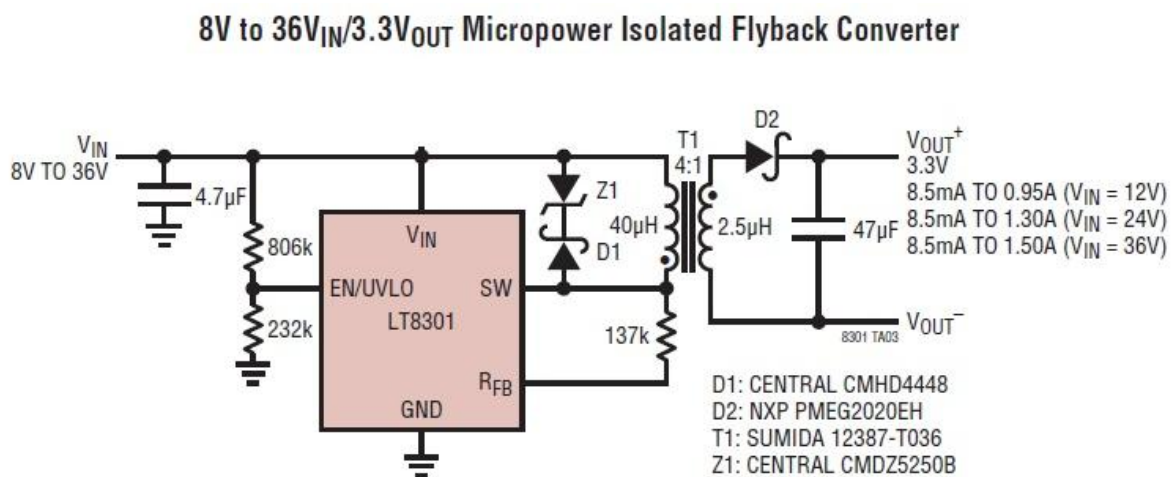 8V to 36VIN/3.3VOUT Micropower Isolated Flyback Converter
VIN
8V TO 36V
4.7µF
806k
232k
VIN
EN/UVLO
SW
LT8301
RFB
GND
Z1
D1
137k
T1
4:1
40µH
2.5µH
D2
47µF
VOUT+
3.3V
8.5mA TO 0.95A (VIN = 12V)
8.5mA TO 1.30A (VIN = 24V)
8.5mA TO 1.50A (VIN = 36V)
VOUT–
8301 TA03
D1: CENTRAL CMHD4448
D2: NXP PMEG2020EH
T1: SUMIDA 12387-T036
Z1: CENTRAL CMDZ5250B